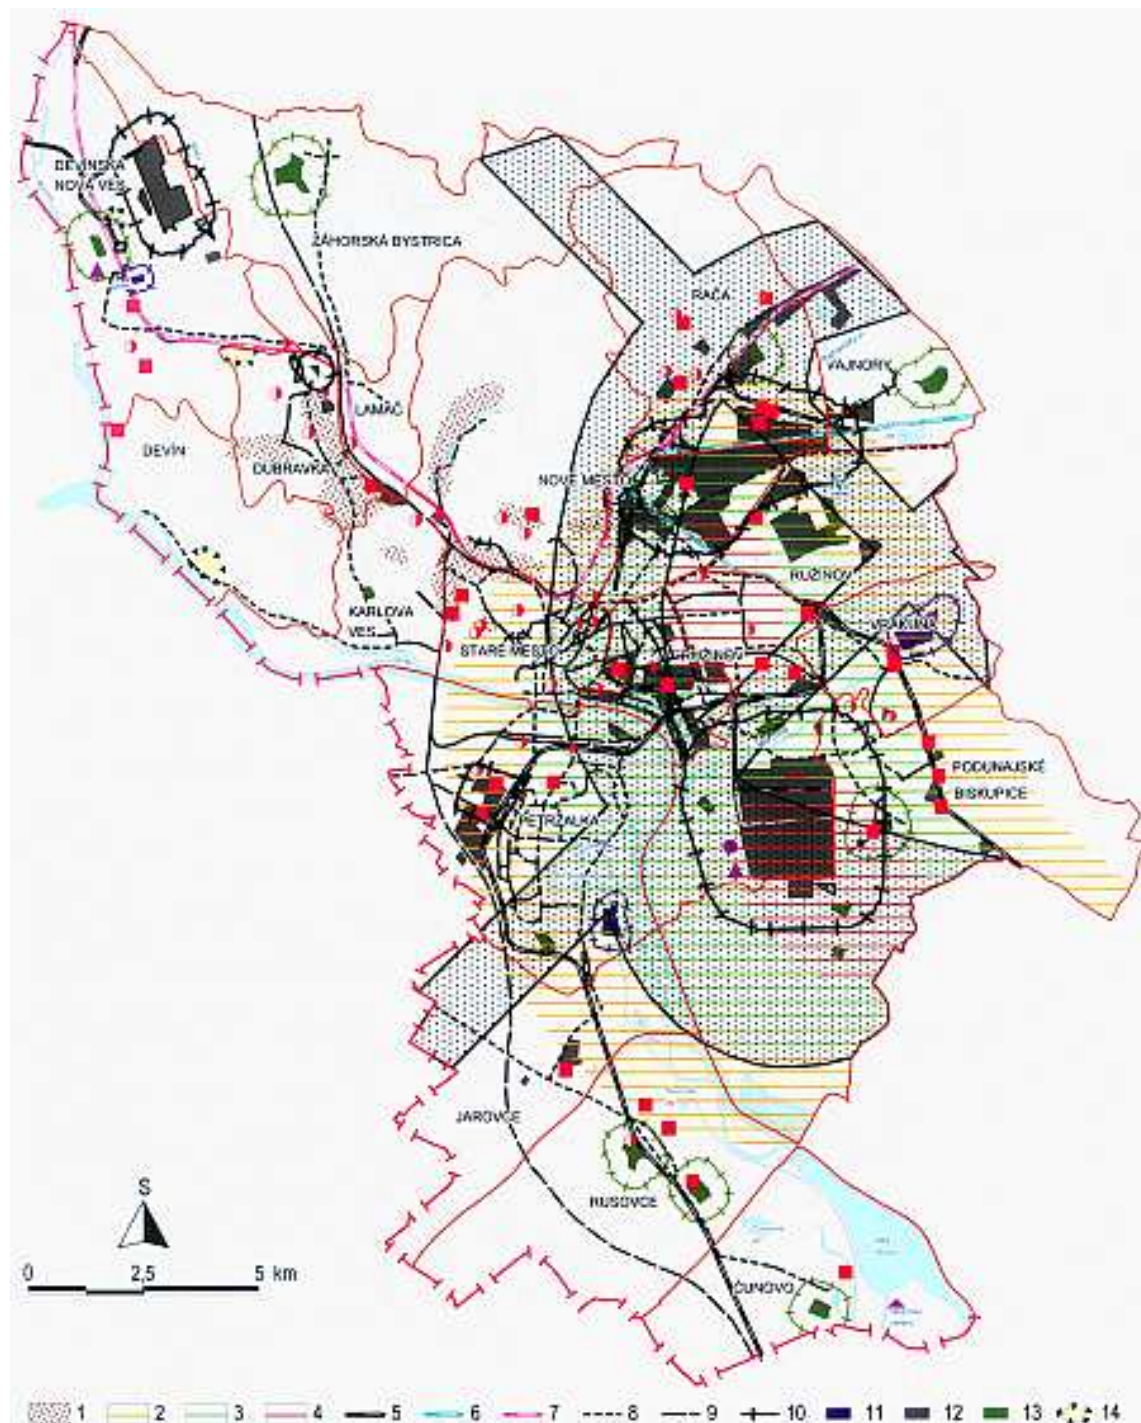 DEVÍNSKA
NOVÁ VES
ZÁHORSKÁ BYSTRICA
RAČA
VAJNORY
LAMAČ
DEVÍN
DÚBRAVKA
NOVÉ MESTO
RUŽINOV
KARLOVA
VES
VRAKUŇA
STARÉ MESTO
RUŽINOV
PODUNAJSKÉ
BISKUPICE
PETRŽALKA
JAROVCE
S
RUSOVCE
0 2,5 5 km
ČUNOVO
1 2 3 4 5 6 7 8 9 10 11 12 13 14